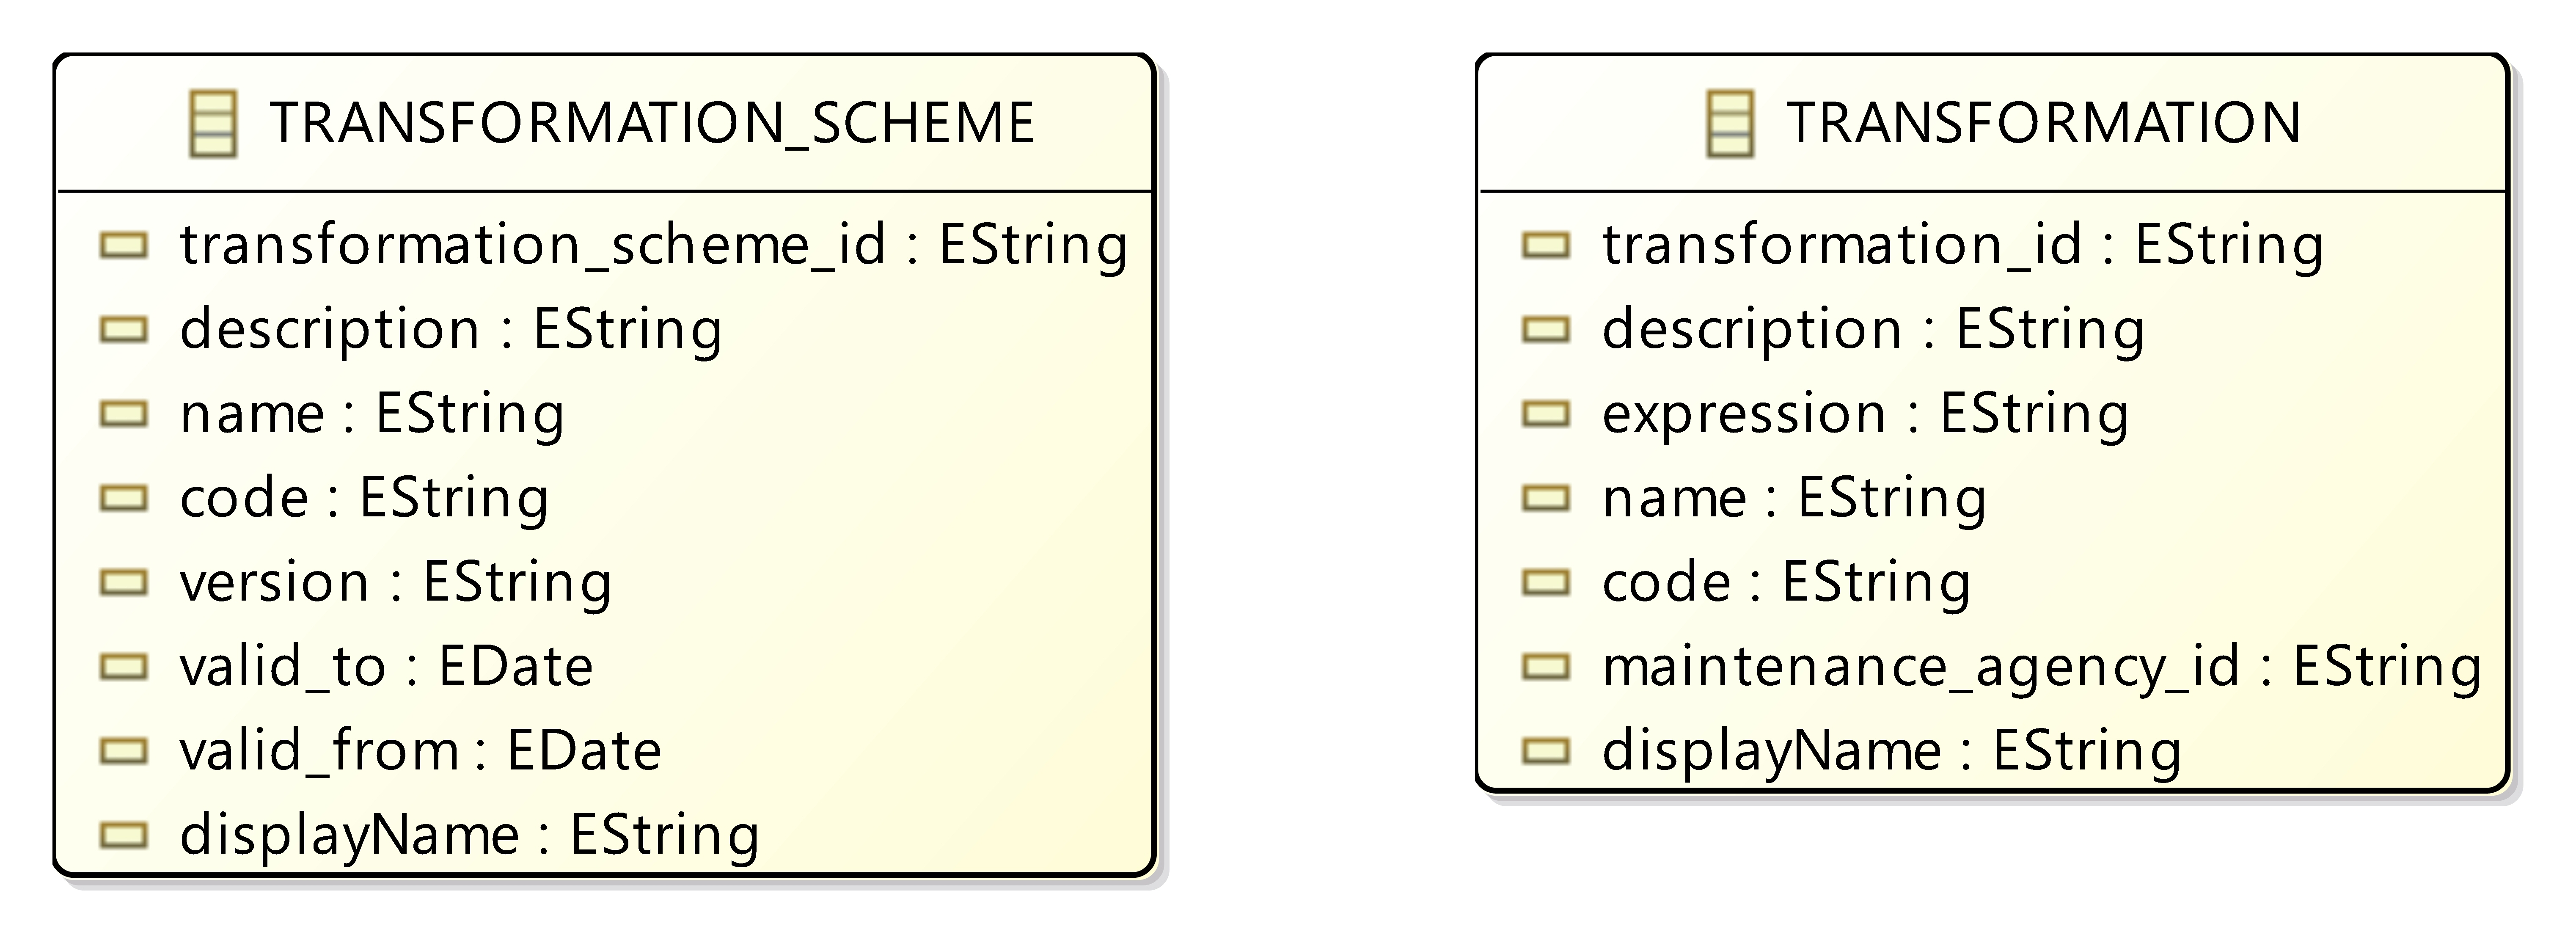 TRANSFORMATION_SCHEME
transformation_scheme_id : EString
description : EString
name : EString
code : EString
version : EString
valid_to : EDate
valid_from : EDate
displayName : EString
TRANSFORMATION
transformation_id : EString
description : EString
expression : EString
name : EString
code : EString
maintenance_agency_id : EString
displayName : EString